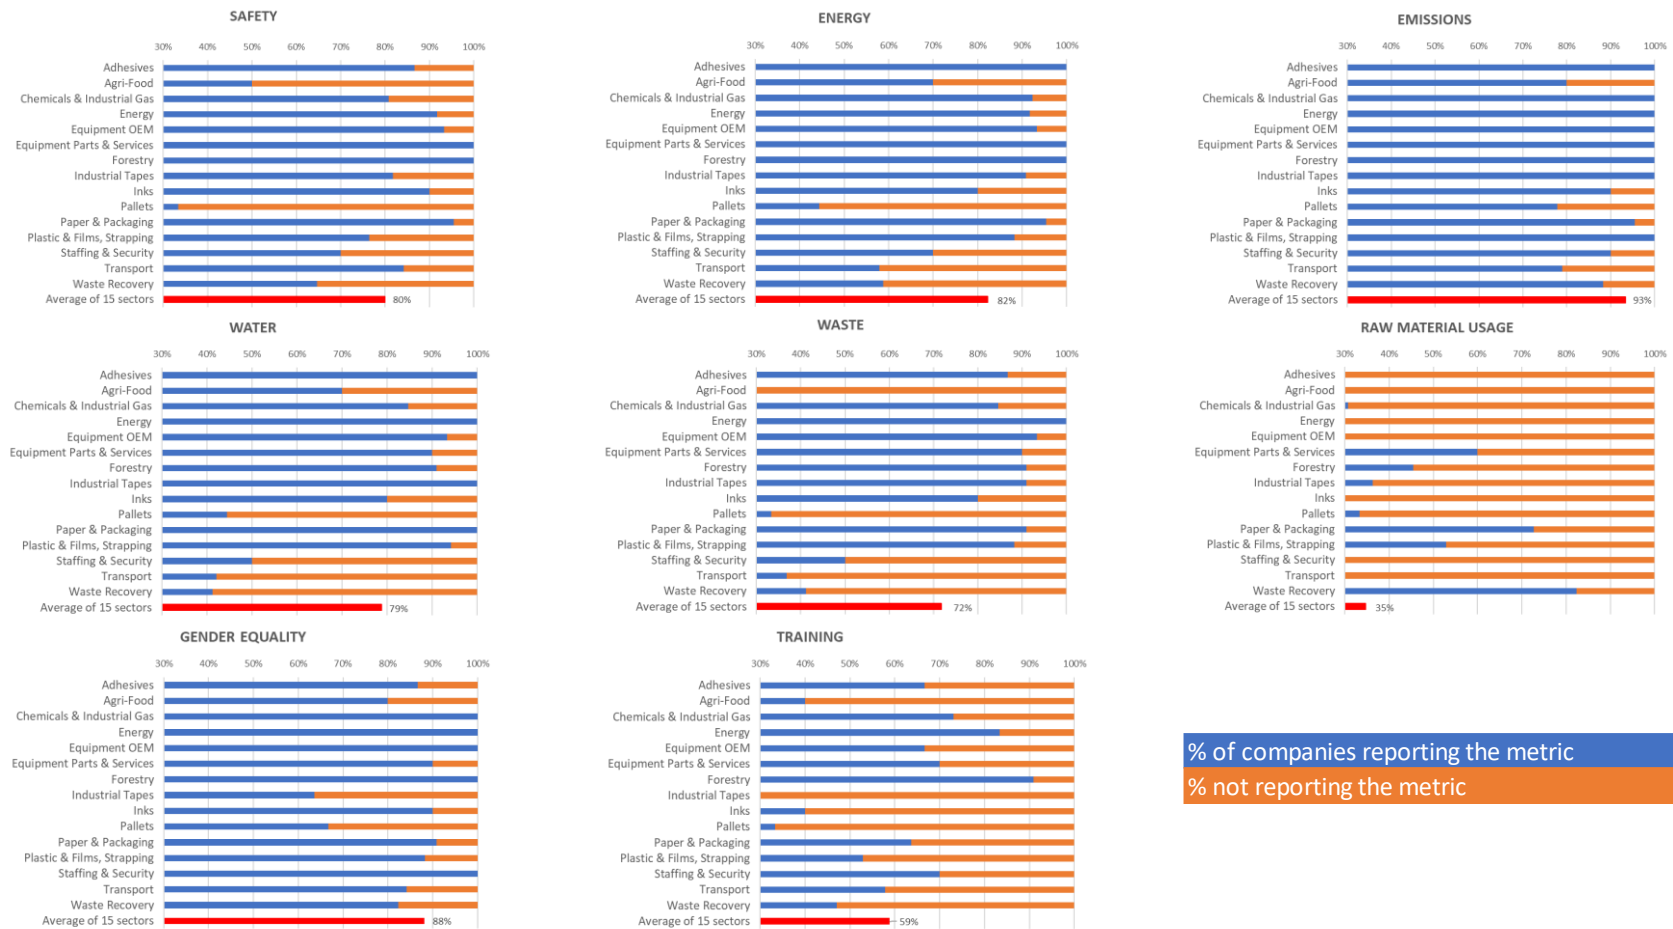 SAFETY
30% 40% 50% 60% 70% 80% 90% 100%
Adhesives
Agri-Food
Chemicals & Industrial Gas
Energy
Equipment OEM
Equipment Parts & Services
Forestry
Industrial Tapes
Inks
Pallets
Paper & Packaging
Plastic & Films, Strapping
Staffing & Security
Transport
Waste Recovery
Average of 15 sectors 80%
ENERGY
30% 40% 50% 60% 70% 80% 90% 100%
Adhesives
Agri-Food
Chemicals & Industrial Gas
Energy
Equipment OEM
Equipment Parts & Services
Forestry
Industrial Tapes
Inks
Pallets
Paper & Packaging
Plastic & Films, Strapping
Staffing & Security
Transport
Waste Recovery
Average of 15 sectors 82%
EMISSIONS
30% 40% 50% 60% 70% 80% 90% 100%
Adhesives
Agri-Food
Chemicals & Industrial Gas
Energy
Equipment OEM
Equipment Parts & Services
Forestry
Industrial Tapes
Inks
Pallets
Paper & Packaging
Plastic & Films, Strapping
Staffing & Security
Transport
Waste Recovery
Average of 15 sectors 93%
WATER
30% 40% 50% 60% 70% 80% 90% 100%
Adhesives
Agri-Food
Chemicals & Industrial Gas
Energy
Equipment OEM
Equipment Parts & Services
Forestry
Industrial Tapes
Inks
Pallets
Paper & Packaging
Plastic & Films, Strapping
Staffing & Security
Transport
Waste Recovery
Average of 15 sectors 79%
WASTE
30% 40% 50% 60% 70% 80% 90% 100%
Adhesives
Agri-Food
Chemicals & Industrial Gas
Energy
Equipment OEM
Equipment Parts & Services
Forestry
Industrial Tapes
Inks
Pallets
Paper & Packaging
Plastic & Films, Strapping
Staffing & Security
Transport
Waste Recovery
Average of 15 sectors 72%
RAW MATERIAL USAGE
30% 40% 50% 60% 70% 80% 90% 100%
Adhesives
Agri-Food
Chemicals & Industrial Gas
Energy
Equipment OEM
Equipment Parts & Services
Forestry
Industrial Tapes
Inks
Pallets
Paper & Packaging
Plastic & Films, Strapping
Staffing & Security
Transport
Waste Recovery
Average of 15 sectors 35%
GENDER EQUALITY
30% 40% 50% 60% 70% 80% 90% 100%
Adhesives
Agri-Food
Chemicals & Industrial Gas
Energy
Equipment OEM
Equipment Parts & Services
Forestry
Industrial Tapes
Inks
Pallets
Paper & Packaging
Plastic & Films, Strapping
Staffing & Security
Transport
Waste Recovery
Average of 15 sectors 88%
TRAINING
30% 40% 50% 60% 70% 80% 90% 100%
Adhesives
Agri-Food
Chemicals & Industrial Gas
Energy
Equipment OEM
Equipment Parts & Services
Forestry
Industrial Tapes
Inks
Pallets
Paper & Packaging
Plastic & Films, Strapping
Staffing & Security
Transport
Waste Recovery
Average of 15 sectors 59%
% of companies reporting the metric
% not reporting the metric